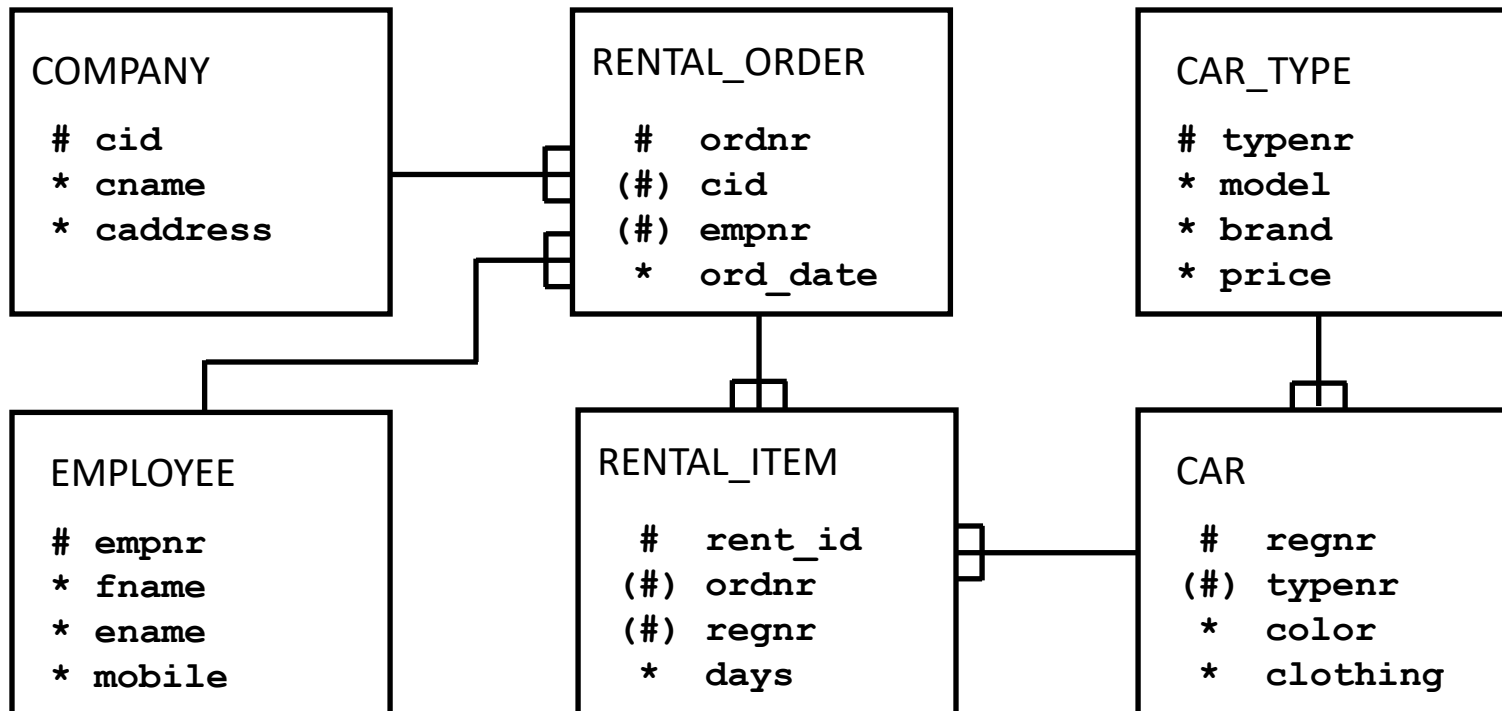 COMPANY
# cid
* cname
* caddress
RENTAL_ORDER
# ordnr
(#) cid
(#) empnr
* ord_date
CAR_TYPE
# typenr
* model
* brand
* price
EMPLOYEE
# empnr
* fname
* ename
* mobile
RENTAL_ITEM
# rent_id
(#) ordnr
(#) regnr
* days
CAR
# regnr
(#) typenr
* color
* clothing